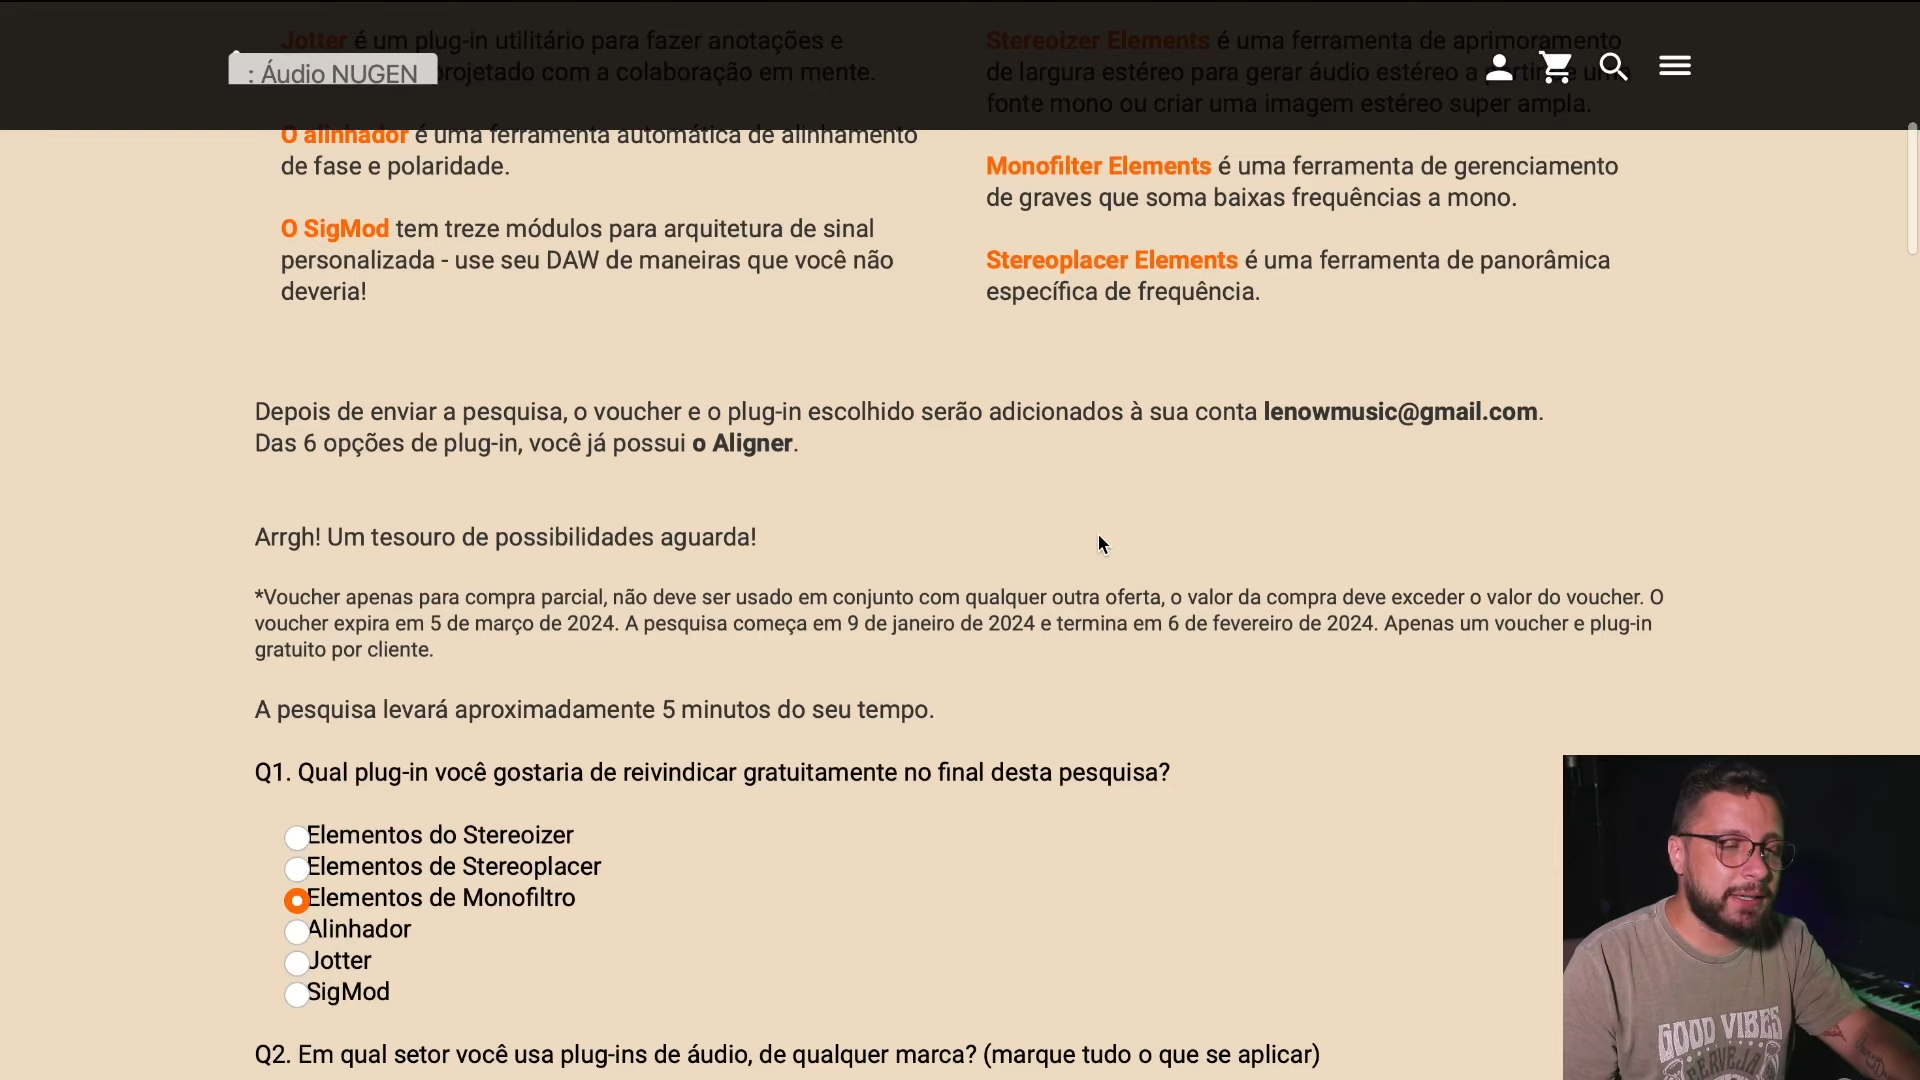 Jotter é um plug-in utilitário para fazer anotações e
: Áudio NUGEN
projetado com a colaboração em mente.
O alinhador é uma ferramenta automática de alinhamento
de fase e polaridade.
O SigMod tem treze módulos para arquitetura de sinal
personalizada - use seu DAW de maneiras que você não
deveria!
Stereoizer Elements é uma ferramenta de aprimoramento
de largura estéreo para gerar áudio estéreo a
fonte mono ou criar uma imagem estéreo super ampla.
Monofilter Elements é uma ferramenta de gerenciamento
de graves que soma baixas frequências a mono.
Stereoplacer Elements é uma ferramenta de panorâmica
específica de frequência.
Depois de enviar a pesquisa, o voucher e o plug-in escolhido serão adicionados à sua conta lenowmusic@gmail.com.
Das 6 opções de plug-in, você já possui o Aligner.
Arrgh! Um tesouro de possibilidades aguarda!
*Voucher apenas para compra parcial, não deve ser usado em conjunto com qualquer outra oferta, o valor da compra deve exceder o valor do voucher. O
voucher expira em 5 de março de 2024. A pesquisa começa em 9 de janeiro de 2024 e termina em 6 de fevereiro de 2024. Apenas um voucher e plug-in
gratuito por cliente.
A pesquisa levará aproximadamente 5 minutos do seu tempo.
Q1. Qual plug-in você gostaria de reivindicar gratuitamente no final desta pesquisa?
Elementos do Stereoizer
Elementos de Stereoplacer
Elementos de Monofiltro
Alinhador
Jotter
SigMod
Q2. Em qual setor você usa plug-ins de áudio, de qualquer marca? (marque tudo o que se aplicar)
GOOD VIBES
CERVEJA